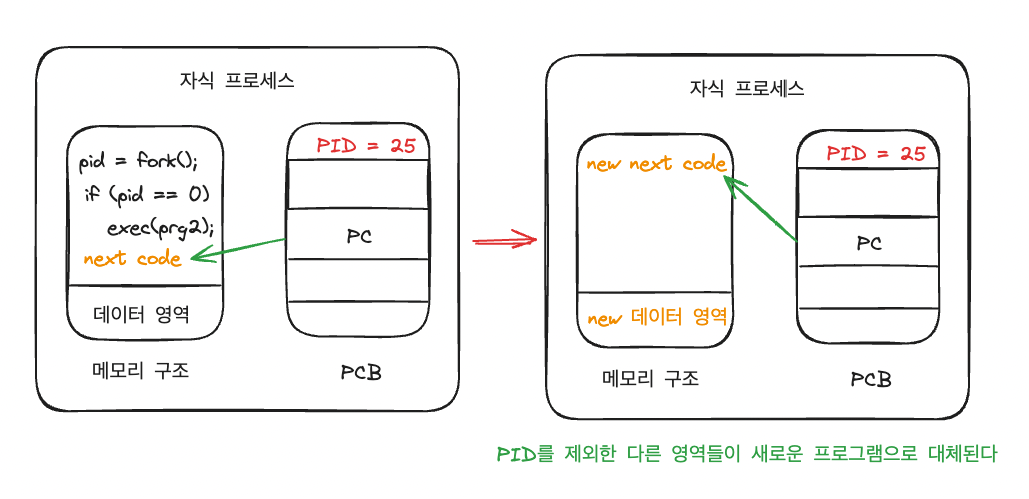 자식 프로세스
pid = fork();
if (pid == 0)
exec(prg2);
next code
데이터 영역
메모리 구조
PID = 25
PC
PCB
자식 프로세스
new next code
new 데이터 영역
메모리 구조
PID = 25
PC
PCB
PID를 제외한 다른 영역들이 새로운 프로그램으로 대체된다